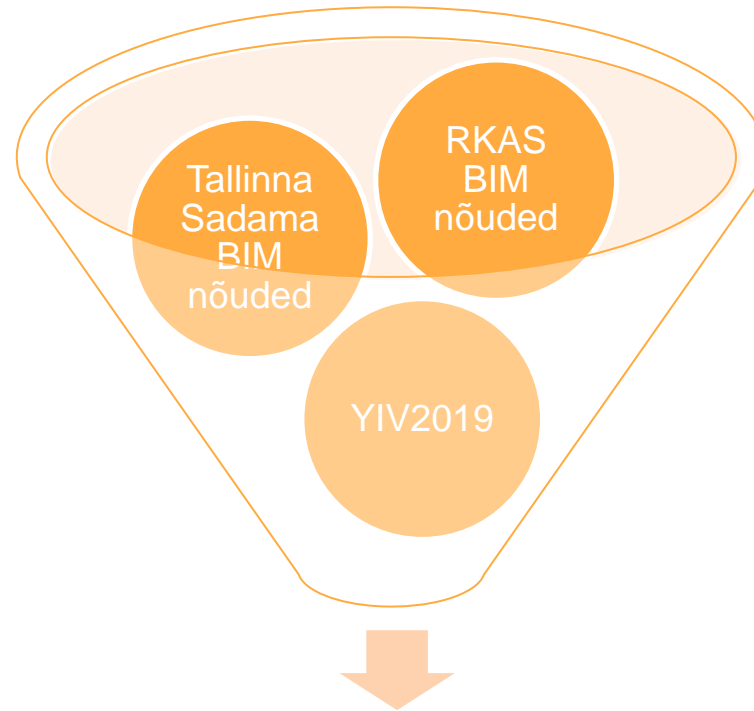 Tallinna
Sadama
BIM
nõuded
RKAS
BIM
nõuded
YIV2019